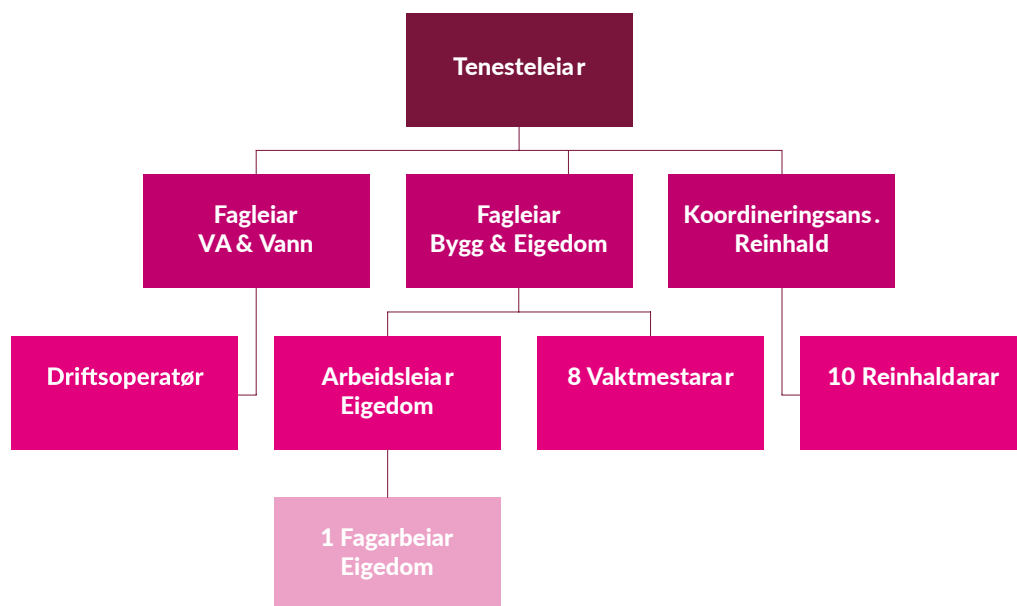 Tenesteleiar
Fagleiar
VA & Vann
Fagleiar
Bygg & Eigedom
Koordineringsans.
Reinhald
Driftsoperatør
Arbeidsleiar
Eigedom
8 Vaktmestarar
10 Reinhaldarar
1 Fagarbeiar
Eigedom